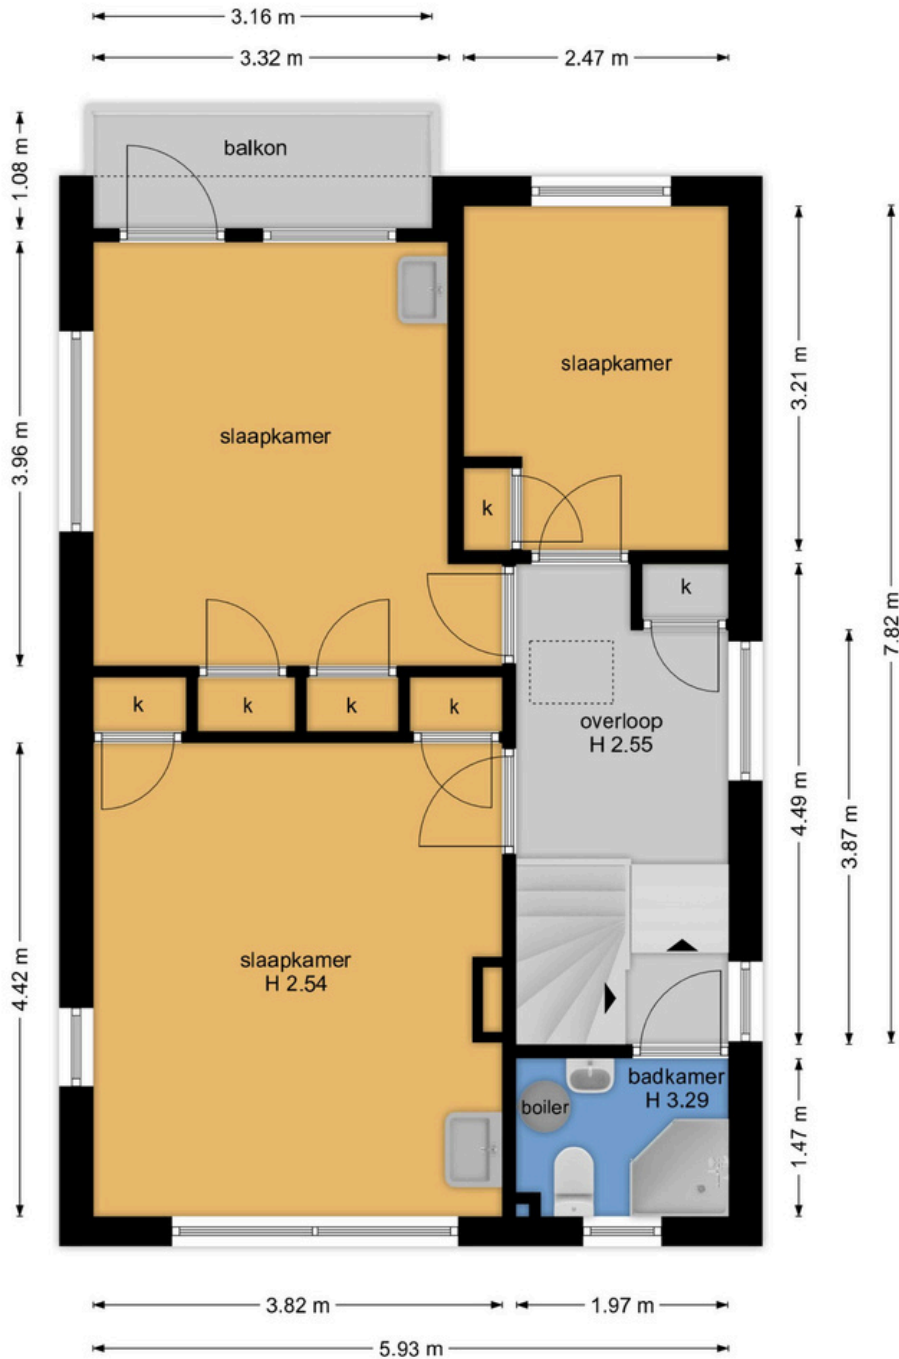 3.16 m
3.32 m
2.47 m
1.08 m
balkon
3.96 m
slaapkamer
slaapkamer
3.21 m
7.82 m
k
k
k
k
k
k
overloop
H 2.55
4.49 m
3.87 m
4.42 m
slaapkamer
H 2.54
badkamer
H 3.29
boiler
1.47 m
3.82 m
1.97 m
5.93 m